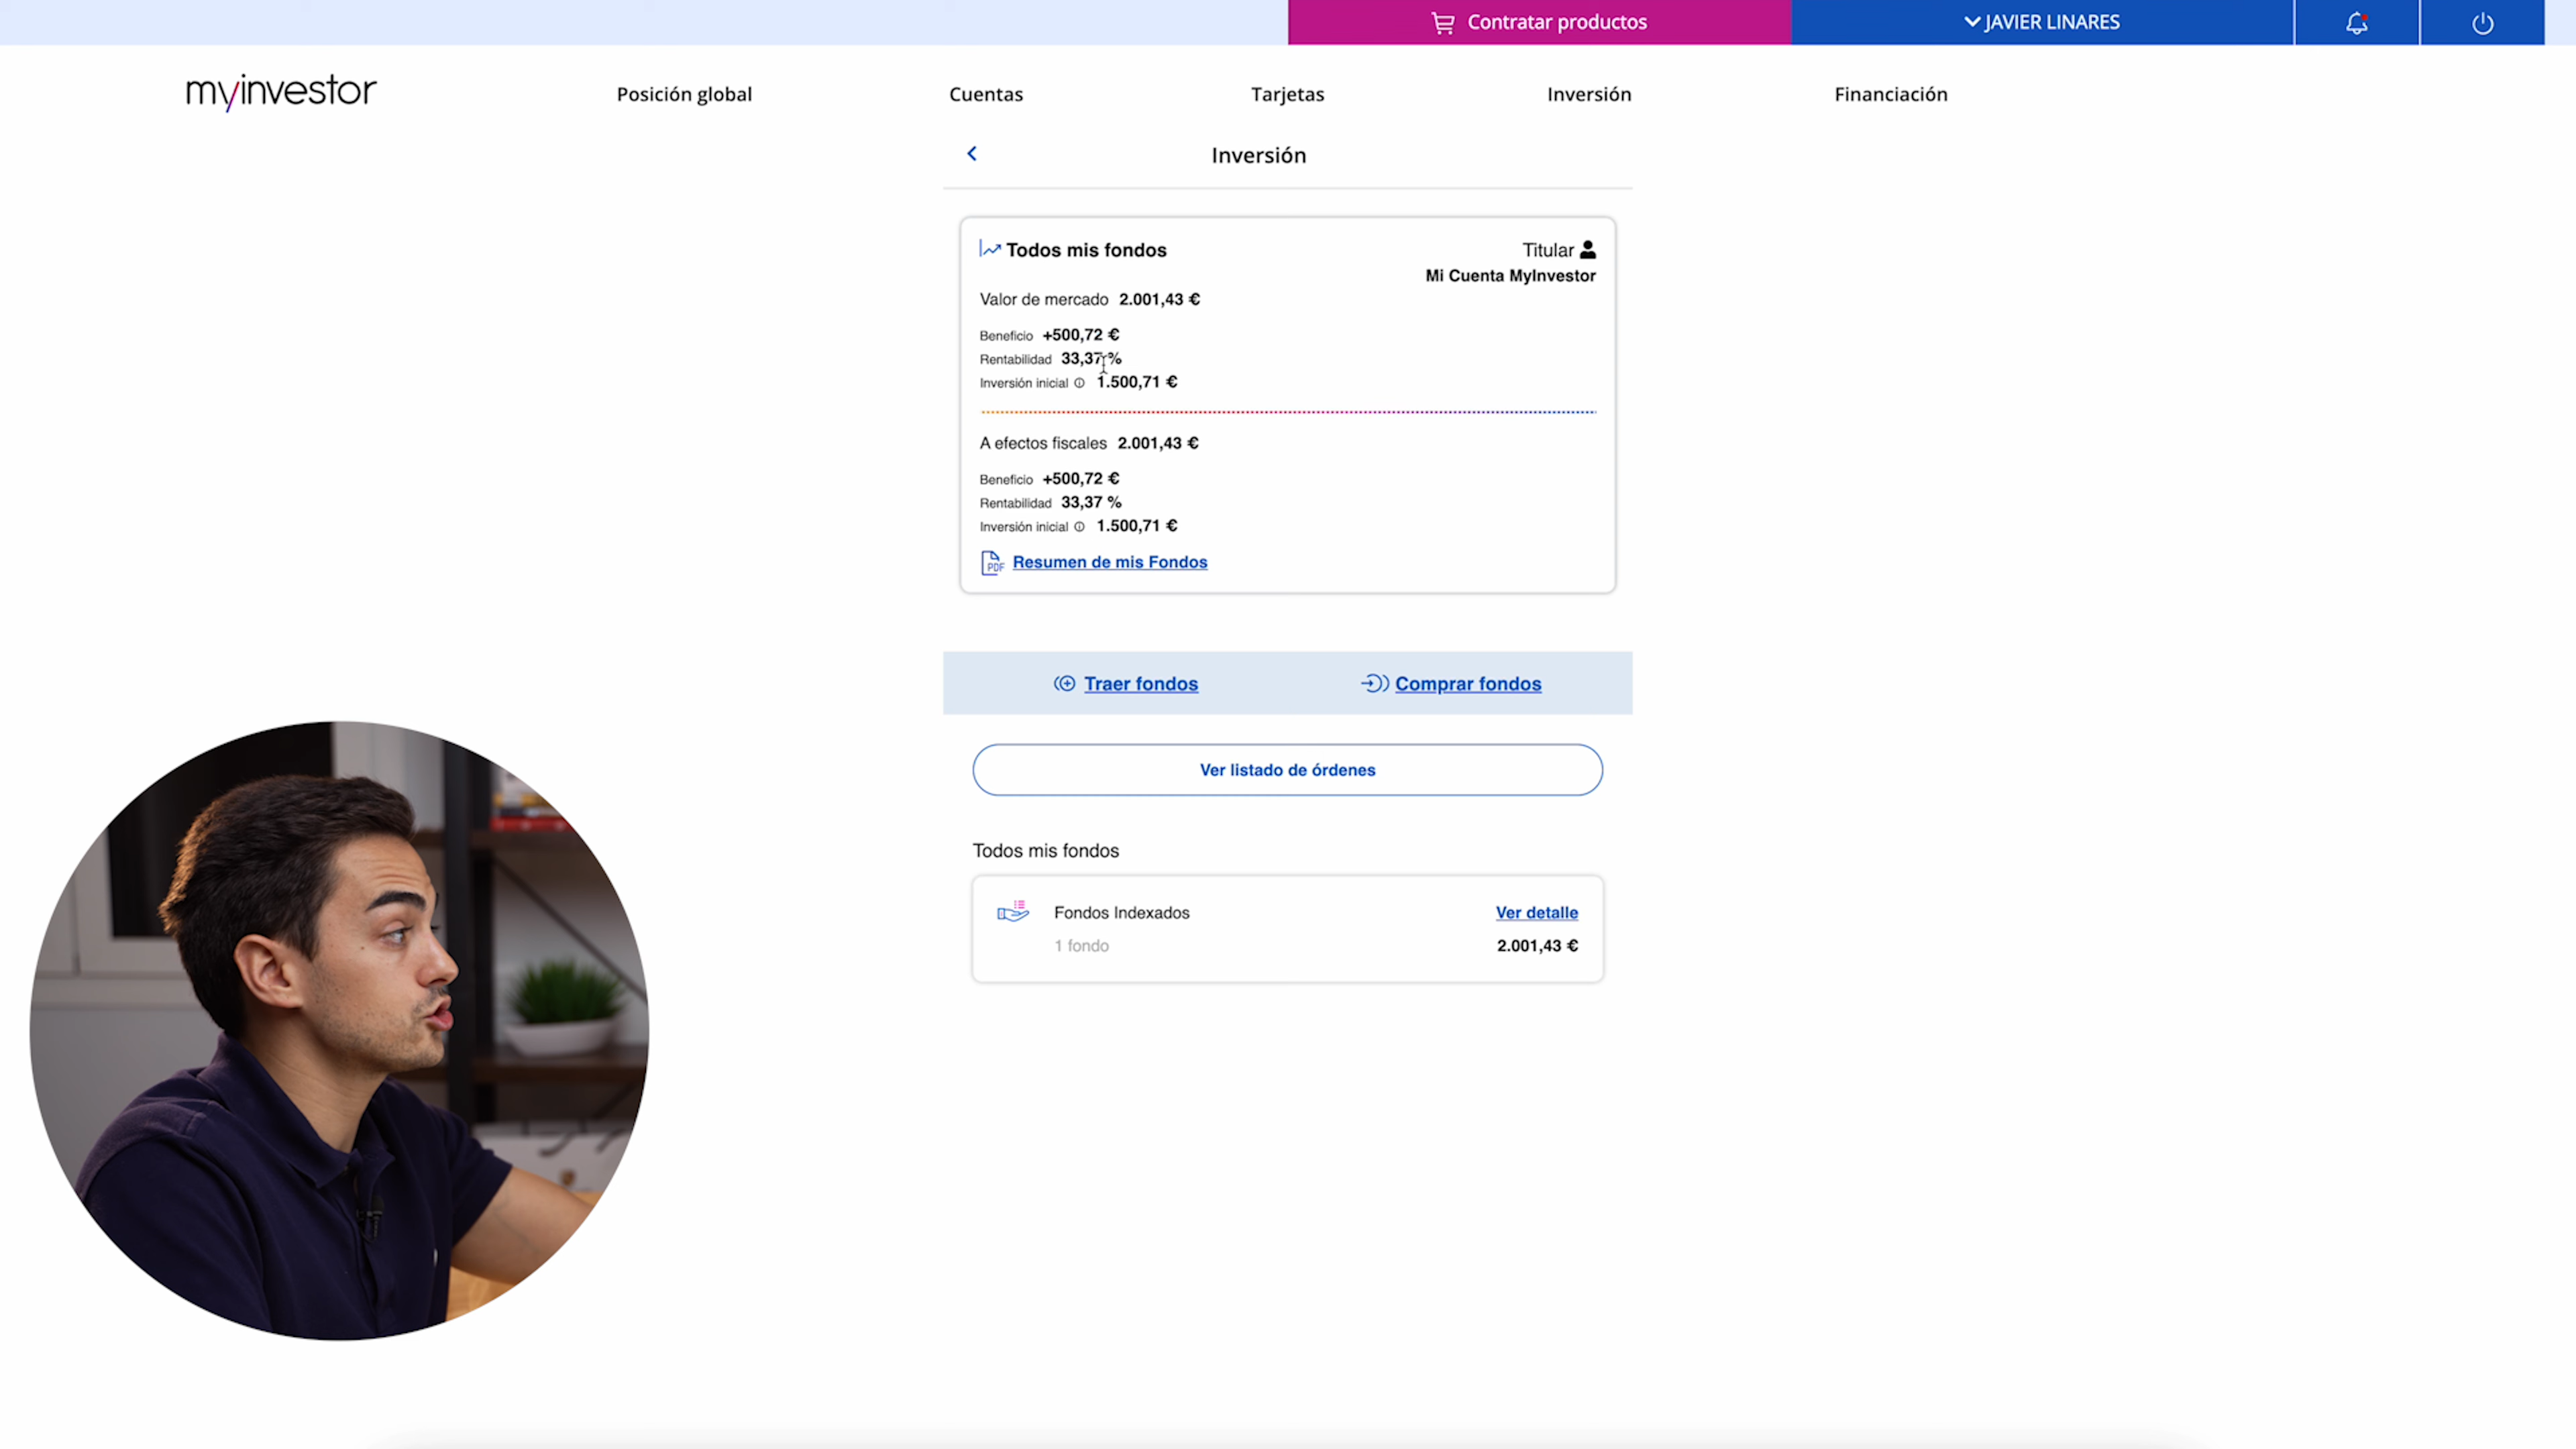 Contratar productos
JAVIER LINARES
myinvestor
Posición global
Cuentas
Tarjetas
Inversión
Financiación
Inversión
Todos mis fondos
Titular
Mi Cuenta MyInvestor
Valor de mercado 2.001,43 €
Beneficio +500,72 €
Rentabilidad 33,37 %
Inversión inicial 1.500,71 €
A efectos fiscales 2.001,43 €
Beneficio +500,72 €
Rentabilidad 33,37 %
Inversión inicial 1.500,71 €
PDF Resumen de mis Fondos
Traer fondos
Comprar fondos
Ver listado de órdenes
Todos mis fondos
Fondos Indexados
Ver detalle
1 fondo
2.001,43 €